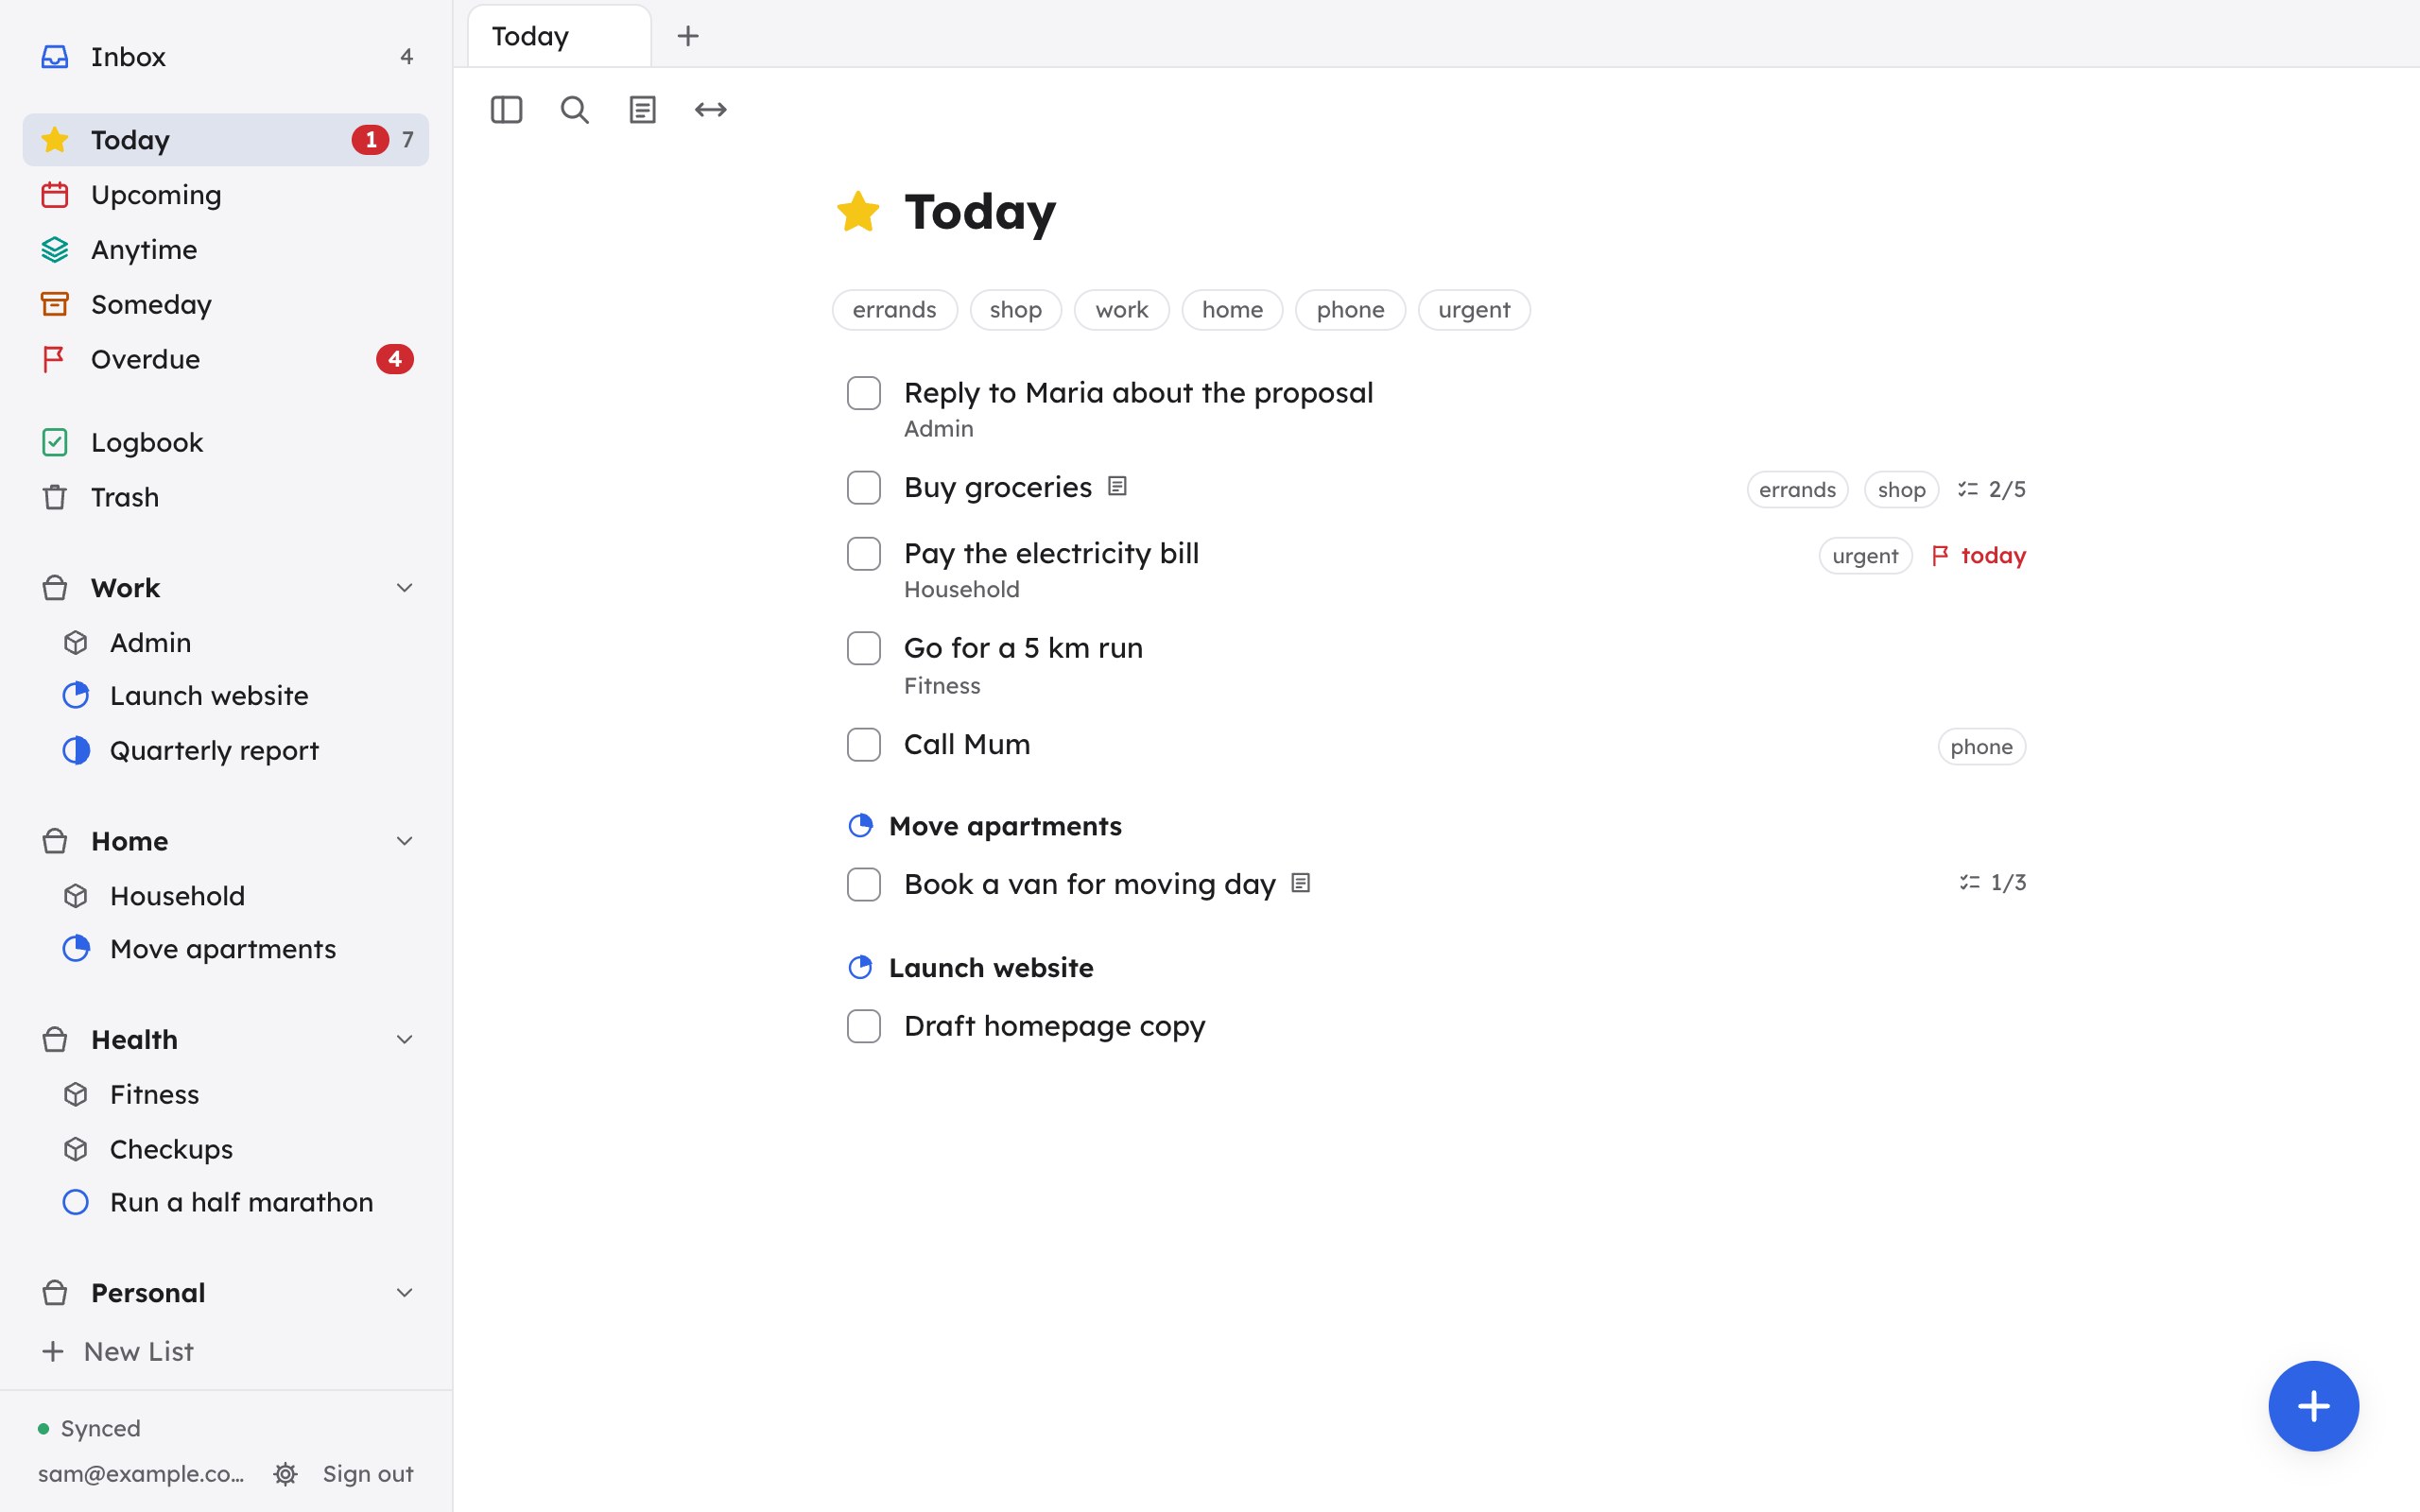 Inbox 4
Today 1 7
Upcoming
Anytime
Someday
Overdue 4
Logbook
Trash
Work
Admin
Launch website
Quarterly report
Home
Household
Move apartments
Health
Fitness
Checkups
Run a half marathon
Personal
New List
Synced
sam@example.co... Sign out
Today
Today
errands shop work home phone urgent
Reply to Maria about the proposal
Admin
Buy groceries errands shop 2/5
Pay the electricity bill urgent today
Household
Go for a 5 km run
Fitness
Call Mum phone
Move apartments
Book a van for moving day 1/3
Launch website
Draft homepage copy